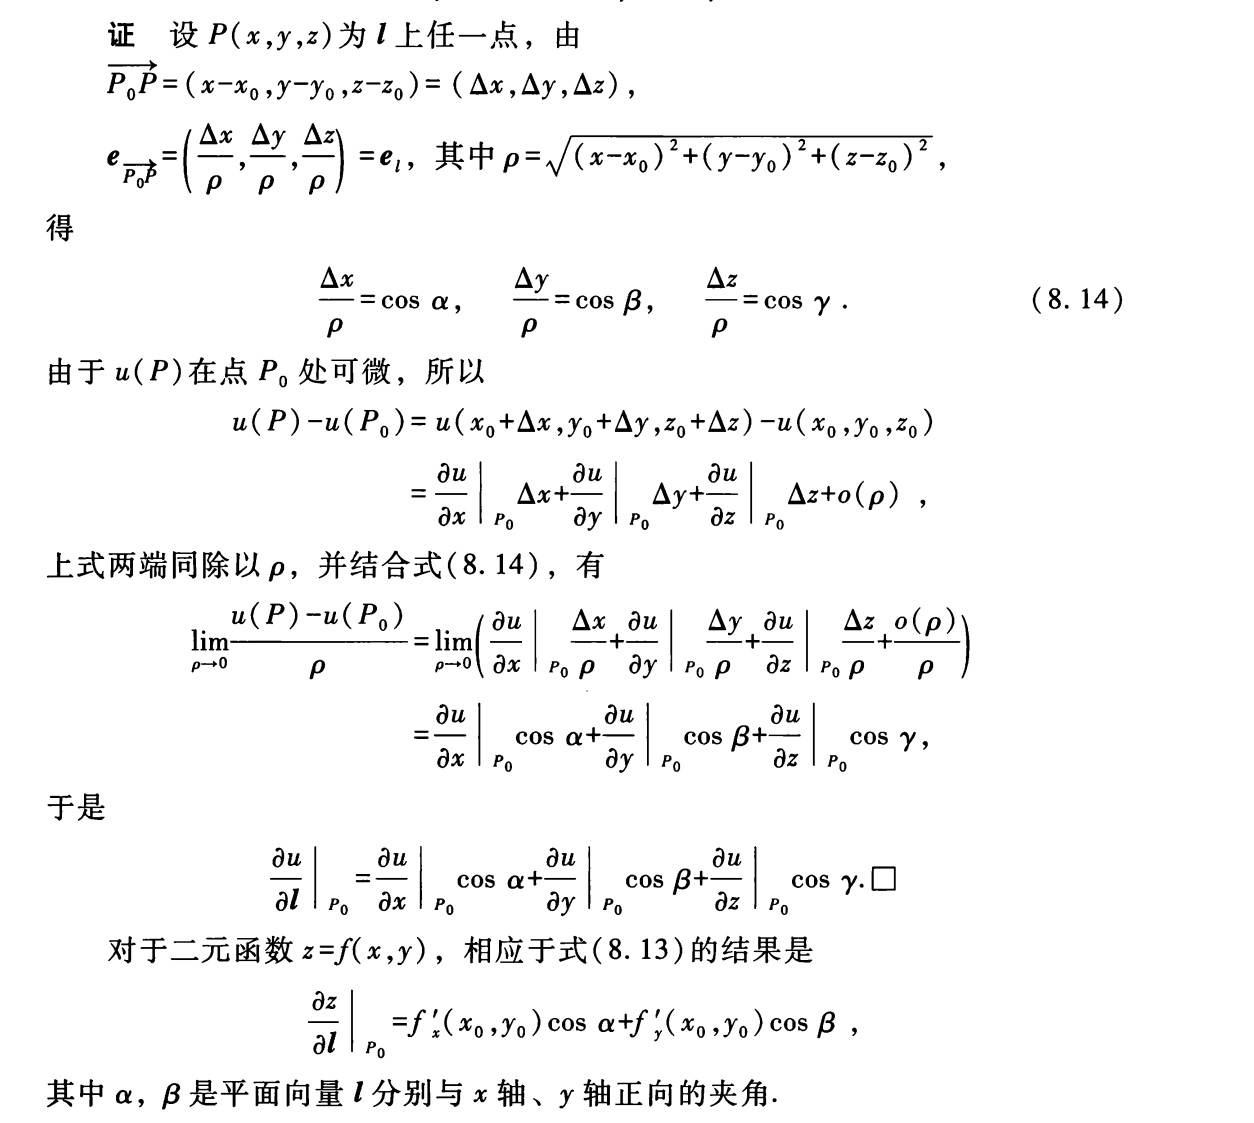 证 设 P(x,y,z)为 l 上任一点，由
$\overrightarrow{P_0P}=(x-x_0,y-y_0,z-z_0)=(\Delta x,\Delta y,\Delta z)$，
$e_{\overrightarrow{P_0P}}=\left(\frac{\Delta x}{\rho},\frac{\Delta y}{\rho},\frac{\Delta z}{\rho}\right)=e_l$，其中 $\rho=\sqrt{(x-x_0)^2+(y-y_0)^2+(z-z_0)^2}$，
得
$\frac{\Delta x}{\rho}=\cos\alpha,\quad \frac{\Delta y}{\rho}=\cos\beta,\quad \frac{\Delta z}{\rho}=\cos\gamma.$ (8.14)
由于 u(P)在点 $P_0$ 处可微，所以
$u(P)-u(P_0)=u(x_0+\Delta x,y_0+\Delta y,z_0+\Delta z)-u(x_0,y_0,z_0)$
$=\frac{\partial u}{\partial x}\Big|_{P_0}\Delta x+\frac{\partial u}{\partial y}\Big|_{P_0}\Delta y+\frac{\partial u}{\partial z}\Big|_{P_0}\Delta z+o(\rho)$，
上式两端同除以 ρ，并结合式(8.14)，有
$\lim_{\rho\to 0}\frac{u(P)-u(P_0)}{\rho}=\lim_{\rho\to 0}\left(\frac{\partial u}{\partial x}\Big|_{P_0}\frac{\Delta x}{\rho}+\frac{\partial u}{\partial y}\Big|_{P_0}\frac{\Delta y}{\rho}+\frac{\partial u}{\partial z}\Big|_{P_0}\frac{\Delta z}{\rho}+\frac{o(\rho)}{\rho}\right)$
$=\frac{\partial u}{\partial x}\Big|_{P_0}\cos\alpha+\frac{\partial u}{\partial y}\Big|_{P_0}\cos\beta+\frac{\partial u}{\partial z}\Big|_{P_0}\cos\gamma$，
于是
$\frac{\partial u}{\partial l}\Big|_{P_0}=\frac{\partial u}{\partial x}\Big|_{P_0}\cos\alpha+\frac{\partial u}{\partial y}\Big|_{P_0}\cos\beta+\frac{\partial u}{\partial z}\Big|_{P_0}\cos\gamma.$□
对于二元函数 z=f(x,y)，相应于式(8.13)的结果是
$\frac{\partial z}{\partial l}\Big|_{P_0}=f'_x(x_0,y_0)\cos\alpha+f'_y(x_0,y_0)\cos\beta$，
其中 α，β 是平面向量 l 分别与 x 轴、y 轴正向的夹角.